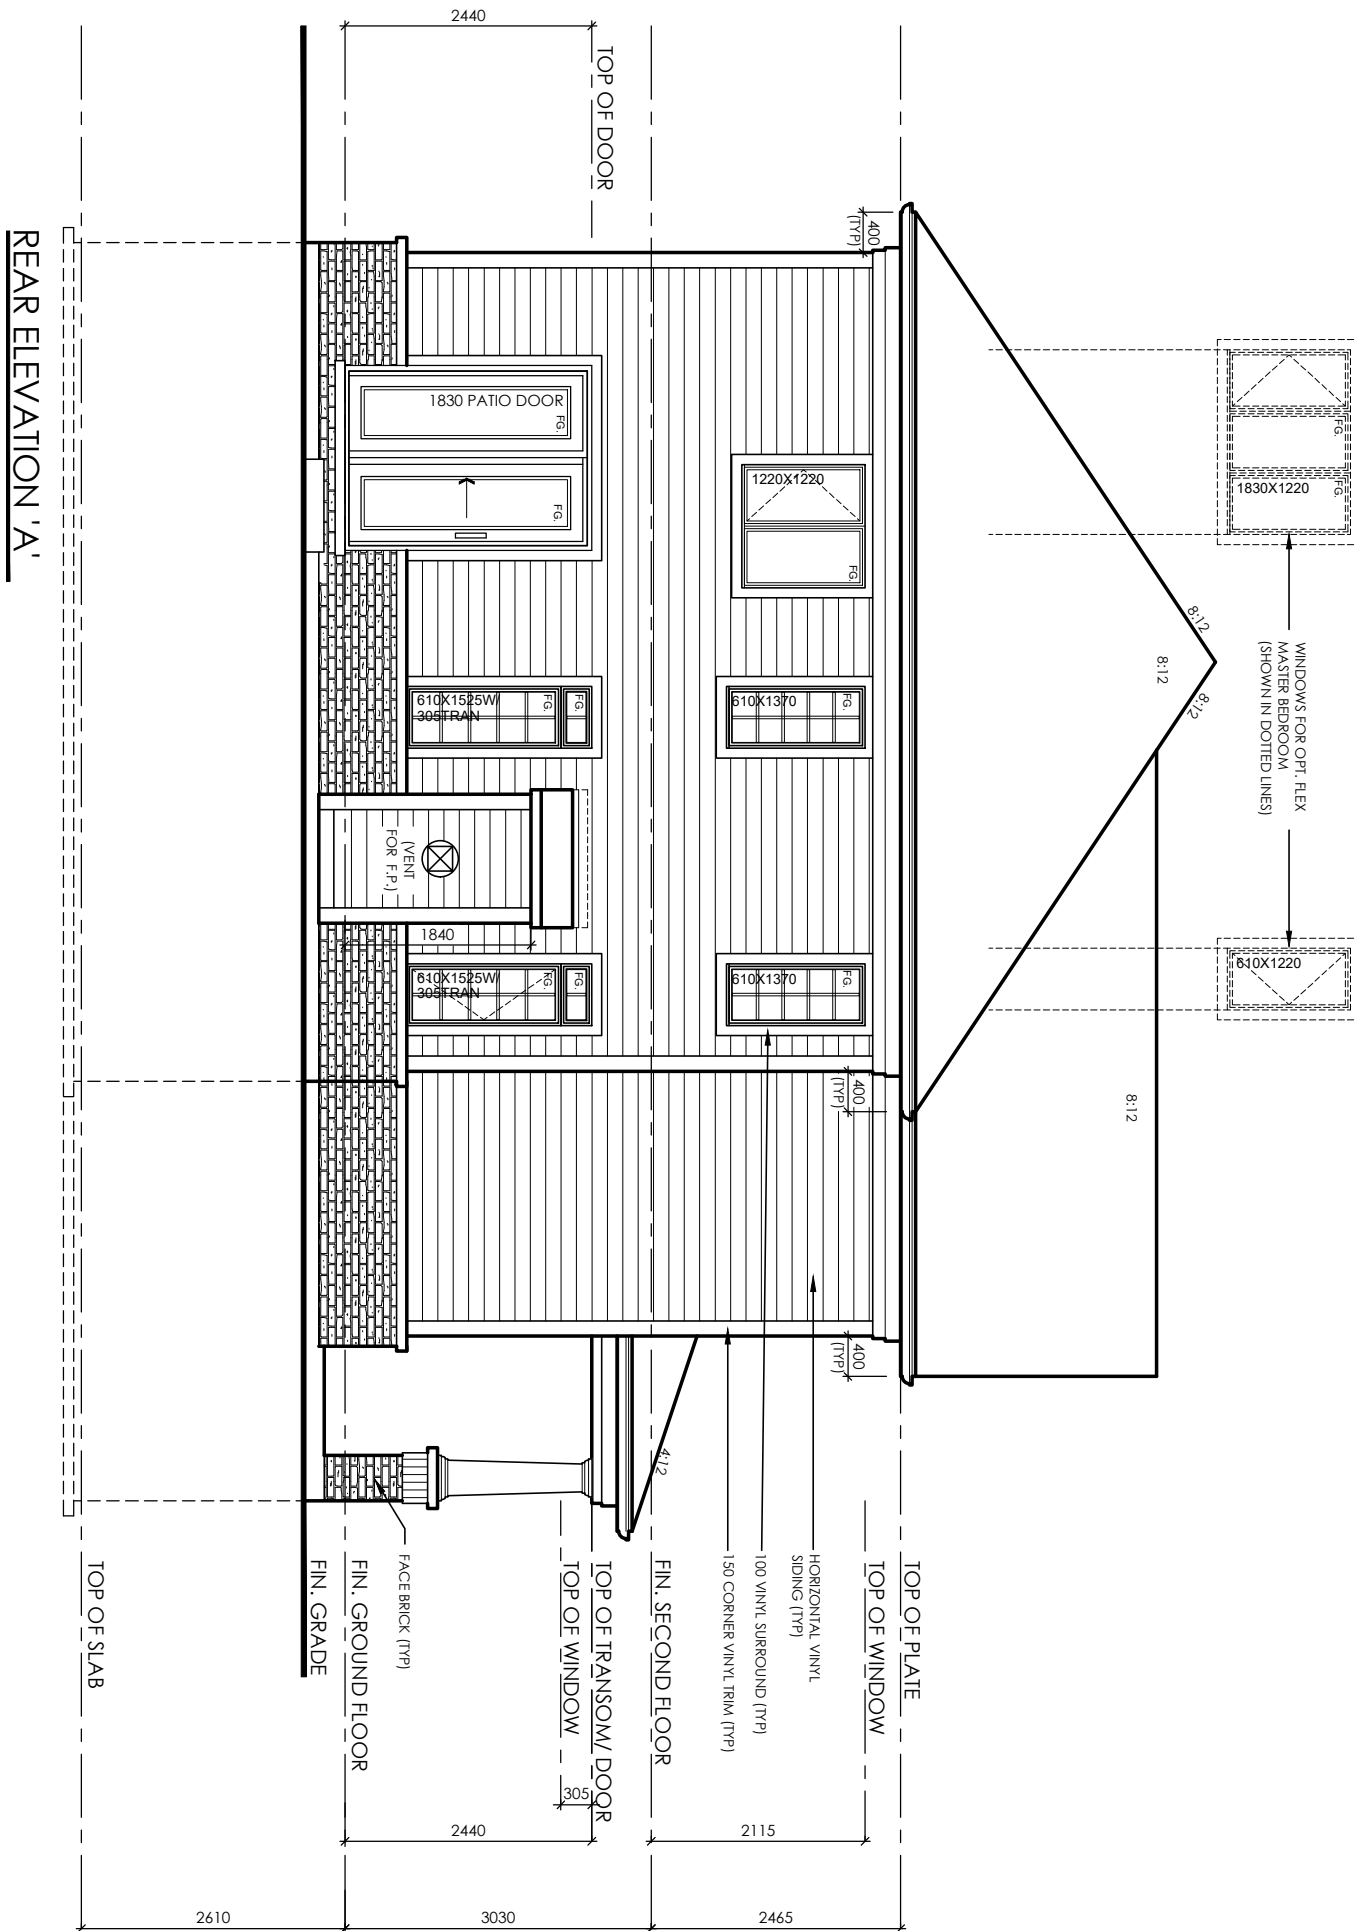 1830X1220
FG.
FG.
610X1220
WINDOWS FOR OPT. FLEX
MASTER BEDROOM
(SHOWN IN DOTTED LINES)
8:12
8:12
8:12
8:12
400
(TYP)
400
(TYP)
400
(TYP)
TOP OF PLATE
TOP OF WINDOW
1220X1220
FG.
610X1370
FG.
610X1370
FG.
HORIZONTAL VINYL
SIDING (TYP)
100 VINYL SURROUND (TYP)
150 CORNER VINYL TRIM (TYP)
4:12
FIN. SECOND FLOOR
TOP OF DOOR
TOP OF TRANSOM/ DOOR
TOP OF WINDOW
1830 PATIO DOOR
FG.
FG.
610X1525W/
305TRAN
FG.
FG.
(VENT
FOR F.P.)
1840
610X1525W/
305TRAN
FG.
FG.
FACE BRICK (TYP)
FIN. GROUND FLOOR
FIN. GRADE
TOP OF SLAB
2440
305
2440
2115
2610
3030
2465
REAR ELEVATION 'A'